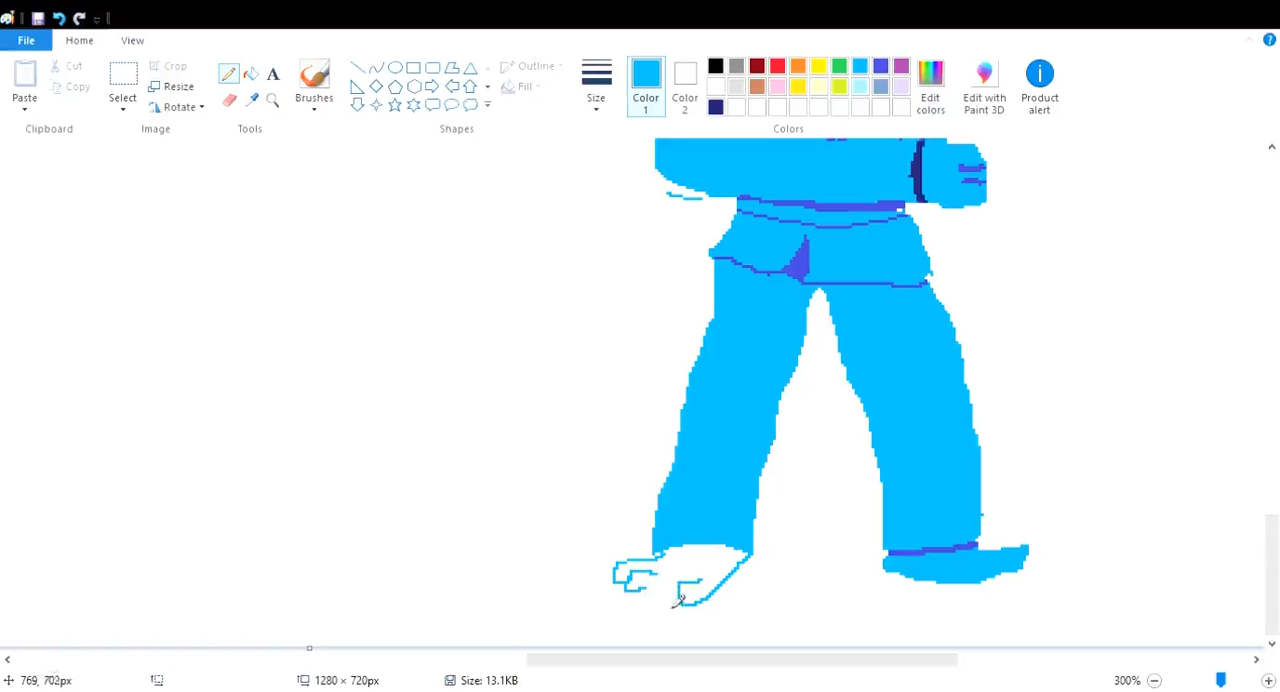 File Home View
Cut
Copy
Paste
Clipboard
Select
Crop
Resize
Rotate
Image
A
Tools
Brushes
Outline
Fill
Shapes
Size
Color
1
Color
2
Edit
colors
Colors
Edit with
Paint 3D
Product
alert
769, 702px
1280 × 720px
Size: 13.1KB
300%